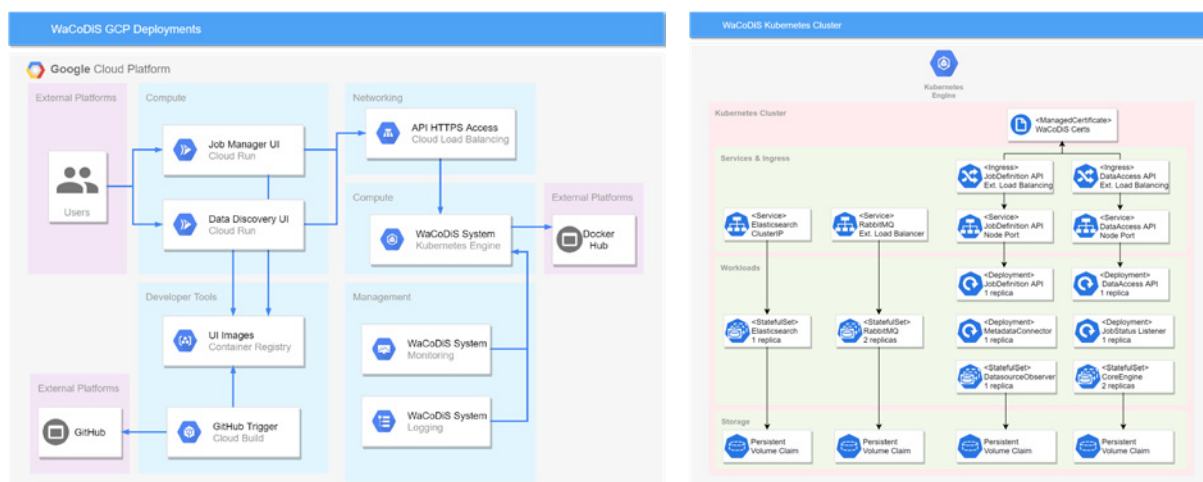 WaCoDiS GCP Deployments
Google Cloud Platform
External Platforms
Users
Compute
Job Manager UI
Cloud Run
Data Discovery UI
Cloud Run
Networking
API HTTPS Access
Cloud Load Balancing
Compute
WaCoDiS System
Kubernetes Engine
External Platforms
Docker
Hub
Developer Tools
UI Images
Container Registry
GitHub Trigger
Cloud Build
External Platforms
GitHub
Management
WaCoDiS System
Monitoring
WaCoDiS System
Logging
WaCoDiS Kubernetes Cluster
Kubernetes
Engine
Kubernetes Cluster
<ManagedCertificate>
WaCoDiS Certs
Services & Ingress
<Ingress>
JobDefinition API
Ext. Load Balancing
<Ingress>
DataAccess API
Ext. Load Balancing
<Service>
Elasticsearch
ClusterIP
<Service>
RabbitMQ
Ext. Load Balancer
<Service>
JobDefinition API
Node Port
<Service>
DataAccess API
Node Port
Workloads
<Deployment>
JobDefinition API
1 replica
<Deployment>
DataAccess API
1 replica
<StatefulSet>
Elasticsearch
1 replica
<StatefulSet>
RabbitMQ
2 replicas
<Deployment>
MetadataConnector
1 replica
<Deployment>
JobStatus Listener
1 replica
<StatefulSet>
DatasourceObserver
1 replica
<StatefulSet>
CoreEngine
2 replicas
Storage
Persistent
Volume Claim
Persistent
Volume Claim
Persistent
Volume Claim
Persistent
Volume Claim